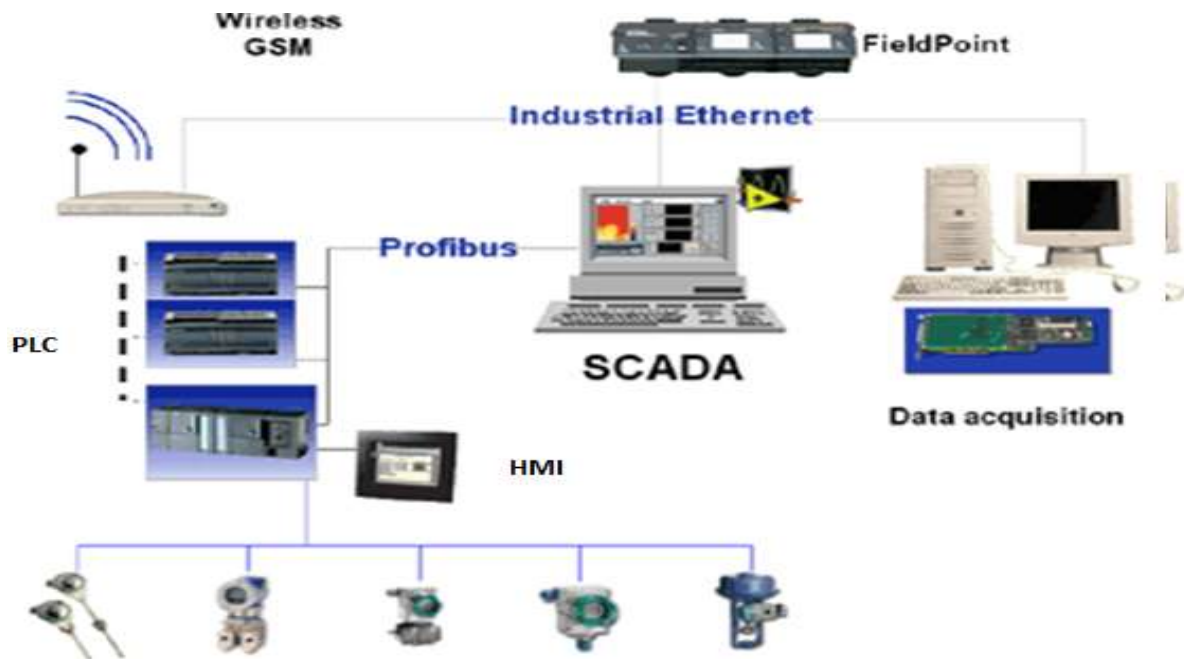 Wireless
GSM
FieldPoint
Industrial Ethernet
Profibus
PLC
SCADA
Data acquisition
HMI